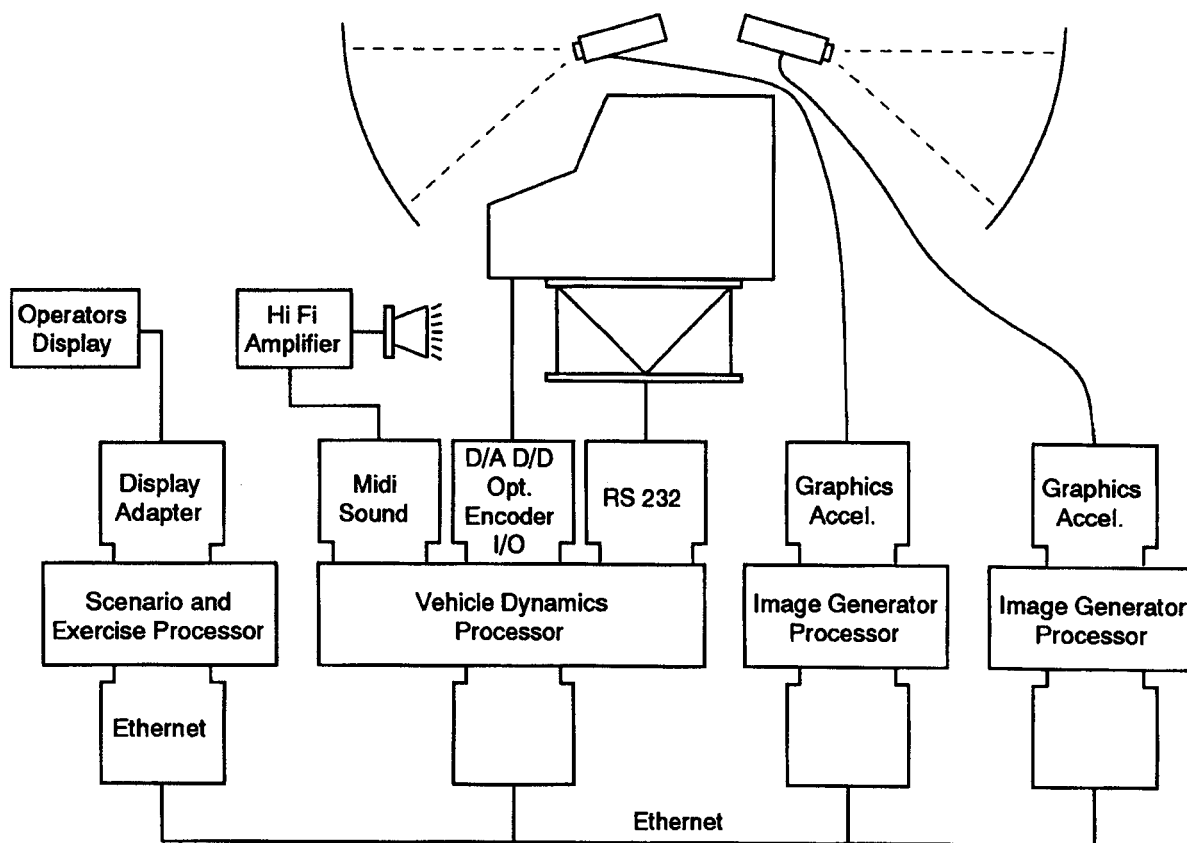 Operators
Display
Hi Fi
Amplifier
Display
Adapter
Midi
Sound
D/A D/D
Opt.
Encoder
I/O
RS 232
Graphics
Accel.
Graphics
Accel.
Scenario and
Exercise Processor
Vehicle Dynamics
Processor
Image Generator
Processor
Image Generator
Processor
Ethernet
Ethernet